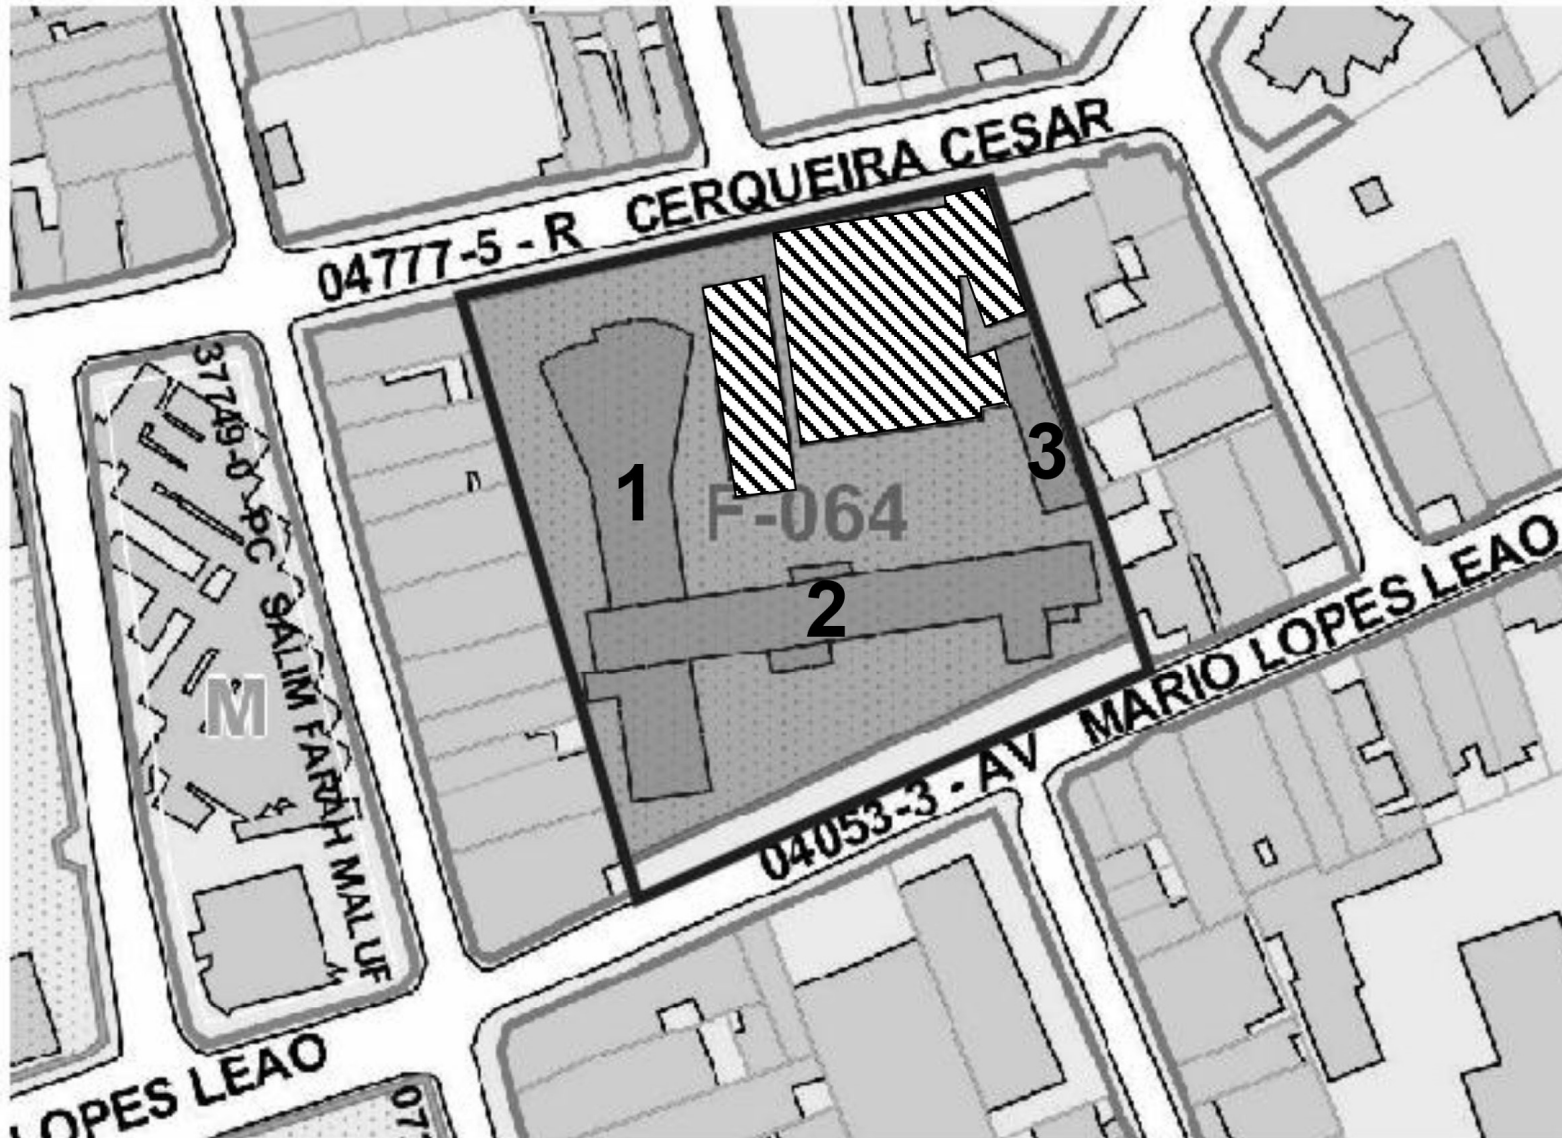 04777-5 - R CERQUEIRA CESAR
37749-0 - PC SALIM FARAH MALUF
1
3
F-064
2
M
04053-3 - AV MARIO LOPES LEAO
LOPES LEAO
07